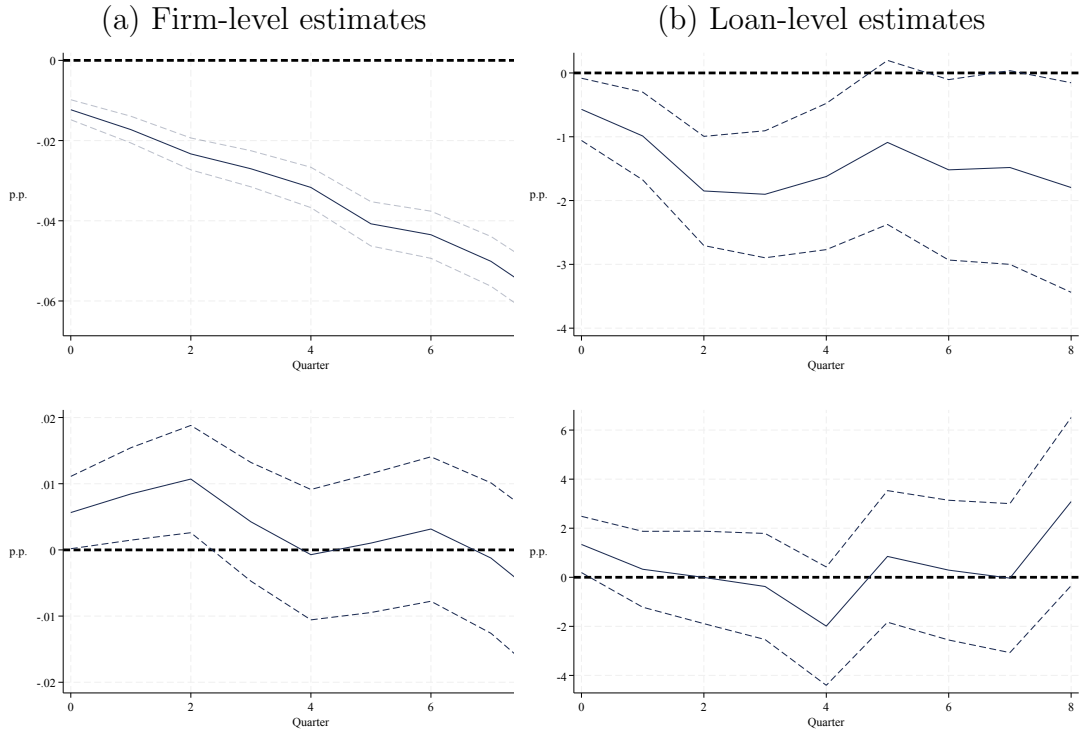 (a) Firm-level estimates
(b) Loan-level estimates
0
-.02
-.04
-.06
p.p.
0 2 4 6
Quarter
0
-1
-2
-3
-4
p.p.
0 2 4 6 8
Quarter
.02
.01
0
-.01
-.02
p.p.
0 2 4 6
Quarter
6
4
2
0
-2
-4
p.p.
0 2 4 6 8
Quarter